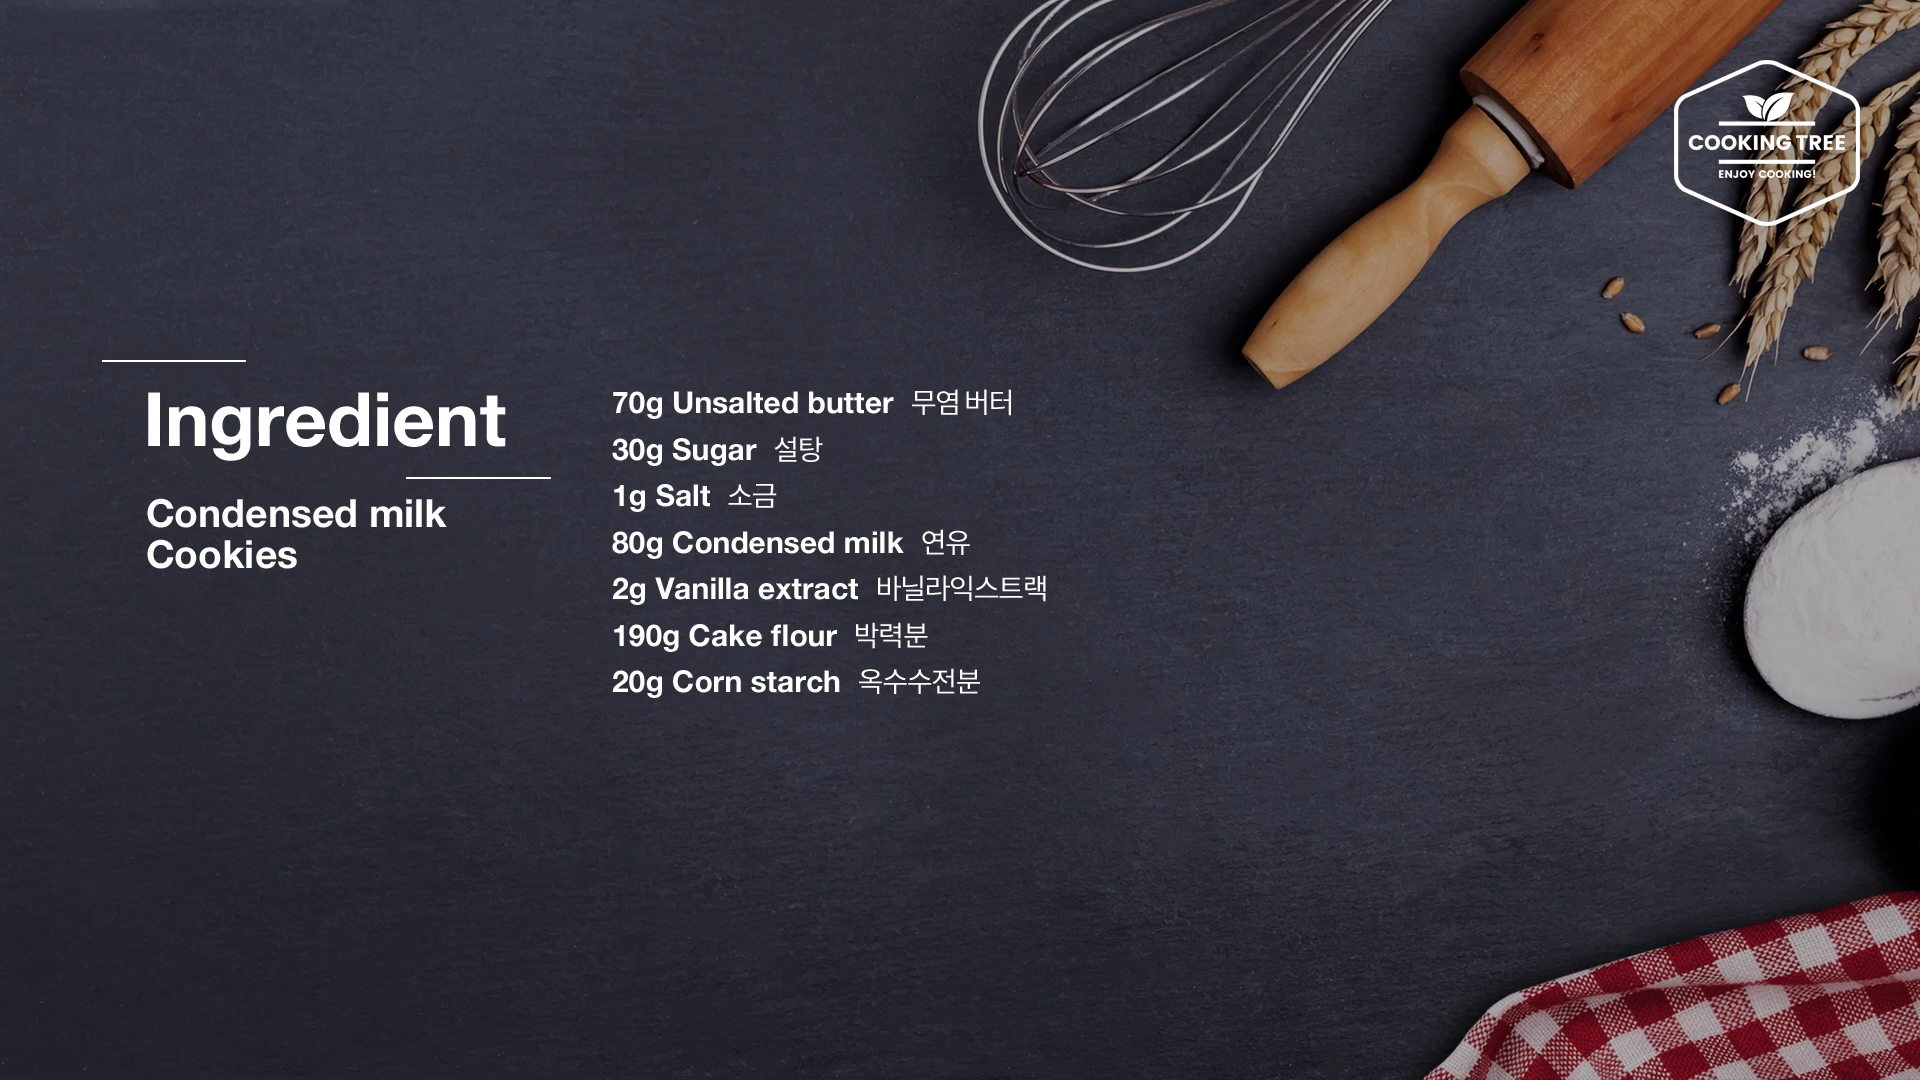 COOKING TREE
ENJOY COOKING!
Ingredient
Condensed milk
Cookies
70g Unsalted butter 무염버터
30g Sugar 설탕
1g Salt 소금
80g Condensed milk 연유
2g Vanilla extract 바닐라익스트랙
190g Cake flour 박력분
20g Corn starch 옥수수전분